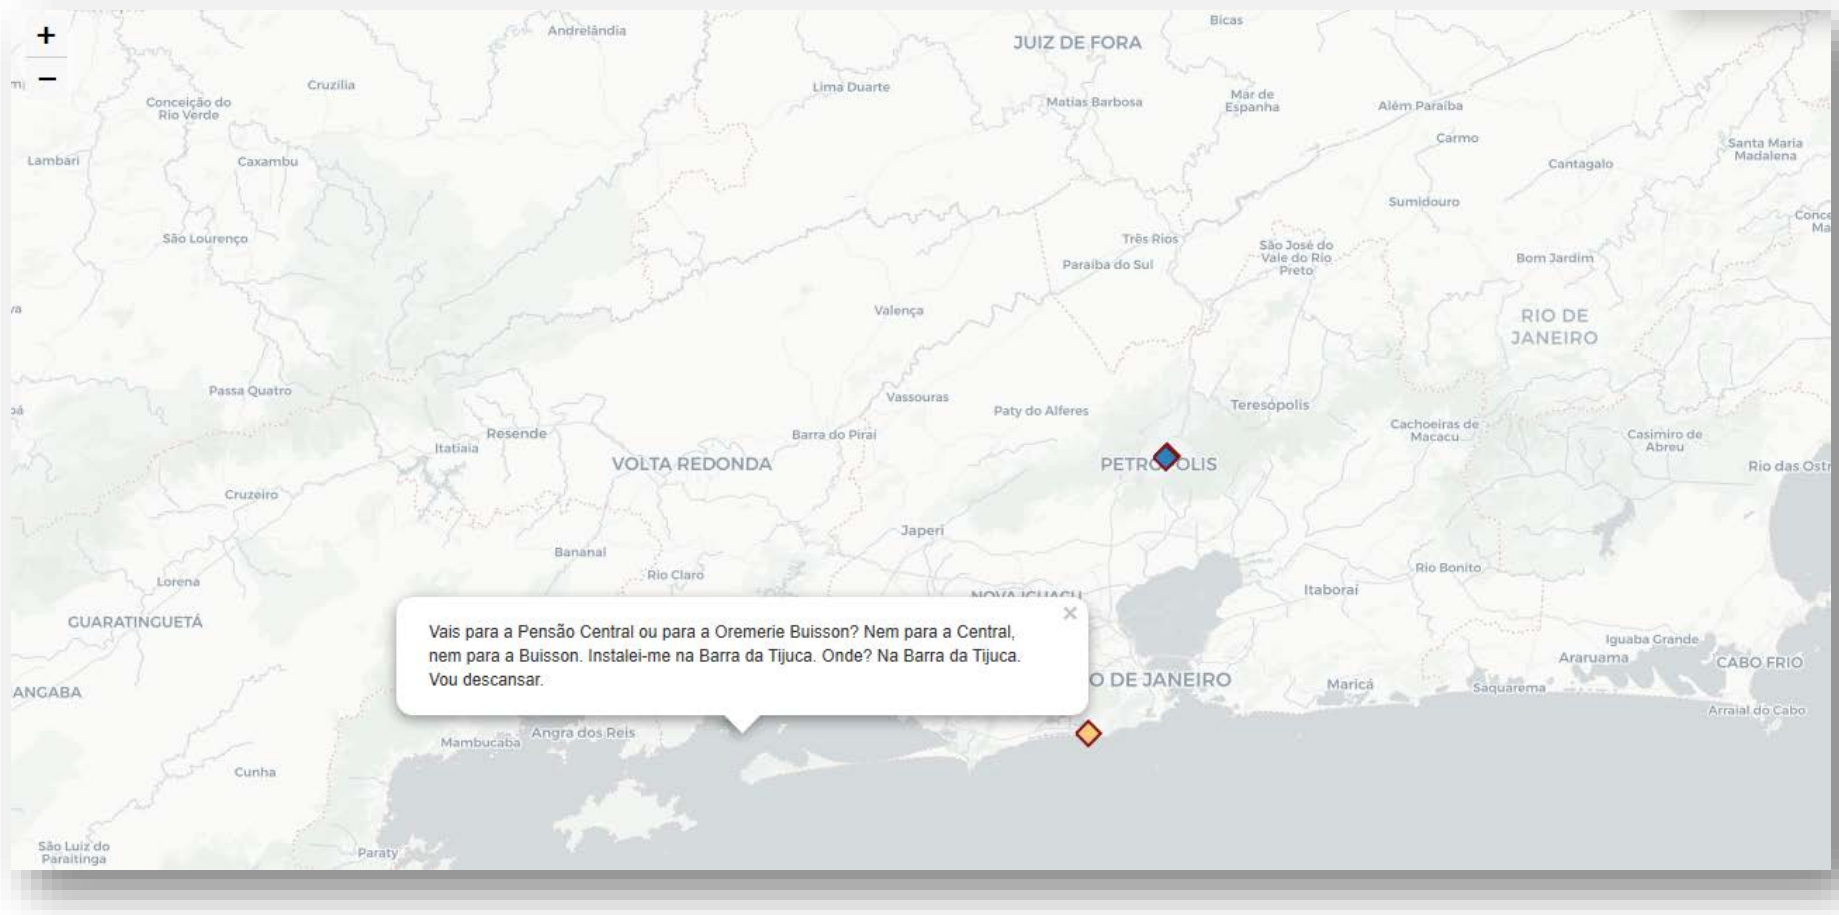 +
−
Bicas
Andrelândia
JUIZ DE FORA
Cruzília
Lima Duarte
Conceição do
Rio Verde
Matias Barbosa
Mar de
Espanha
Além Paraíba
Carmo
Santa Maria
Madalena
Lambari
Caxambu
Cantagalo
Sumidouro
Conce
Ma
São Lourenço
Três Rios
São José do
Vale do Rio
Preto
Paraíba do Sul
Bom Jardim
Valença
RIO DE
JANEIRO
Passa Quatro
Vassouras
Paty do Alferes
Teresópolis
Cachoeiras de
Macacu
Casimiro de
Abreu
Resende
Barra do Piraí
Itatiaia
VOLTA REDONDA
PETR
POLIS
Rio das Ostr
Cruzeiro
Japeri
Bananal
Rio Claro
Lorena
Rio Bonito
Itaboraí
NOVA IGUAÇU
GUARATINGUETÁ
×
Vais para a Pensão Central ou para a Oremerie Buisson? Nem para a Central,
nem para a Buisson. Instalei-me na Barra da Tijuca. Onde? Na Barra da Tijuca.
Vou descansar.
Iguaba Grande
Araruama
CABO FRIO
ANGABA
O DE JANEIRO
Maricá
Saquarema
Arraial do Cabo
Angra dos Reis
Mambucaba
Cunha
São Luiz do
Paraitinga
Paraty